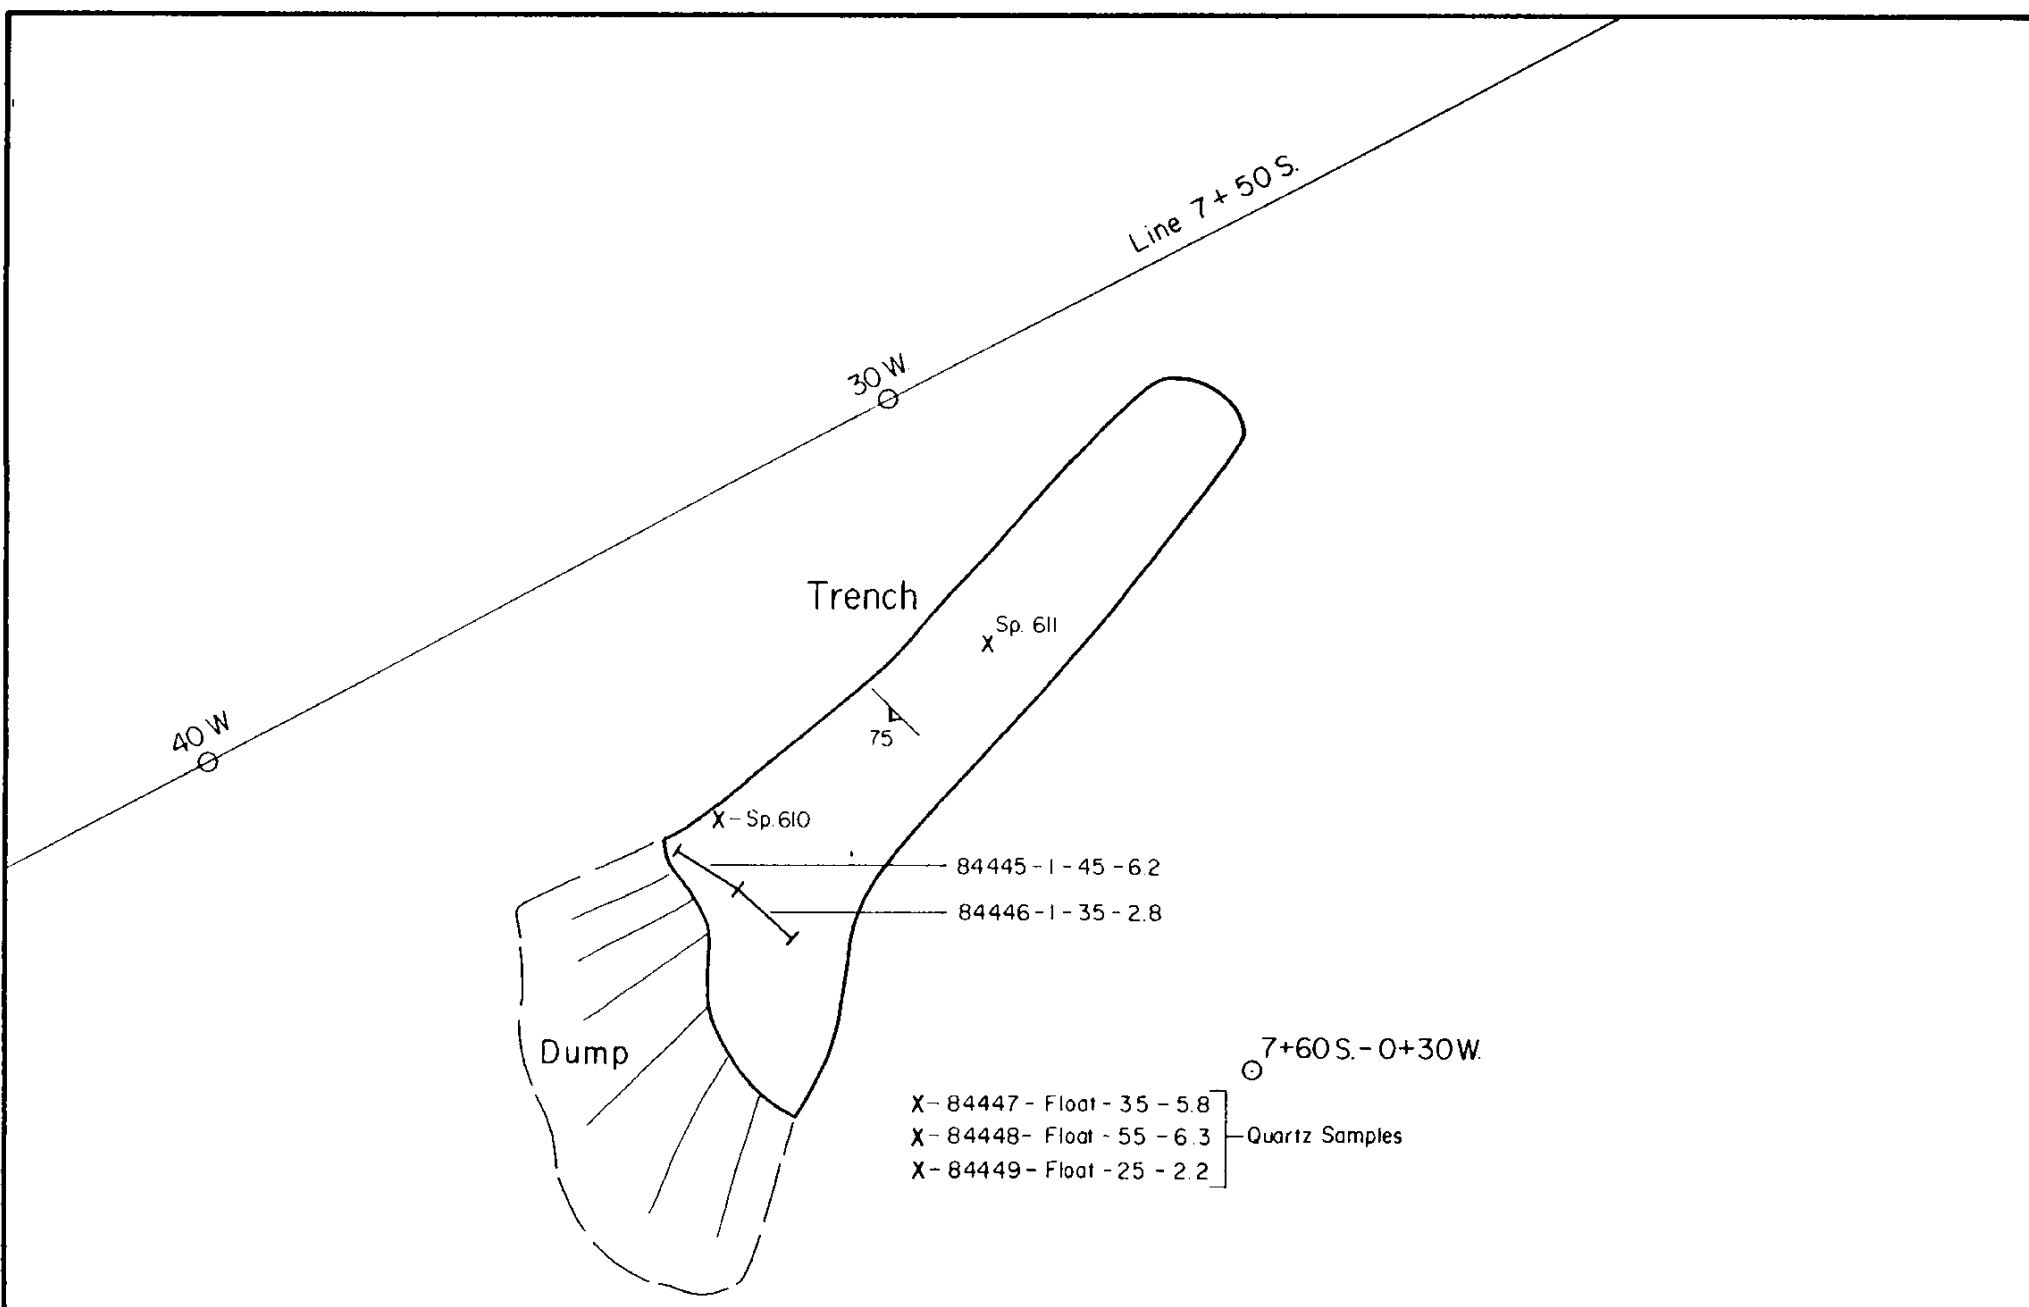 Line 7+50 S.
30 W.
Trench
Sp. 611
40 W
75
X-Sp. 610
84445-1-45-6.2
84446-1-35-2.8
Dump
7+60 S.-0+30 W.
X-84447-Float-35-5.8
X-84448-Float-55-6.3
Quartz Samples
X-84449-Float-25-2.2